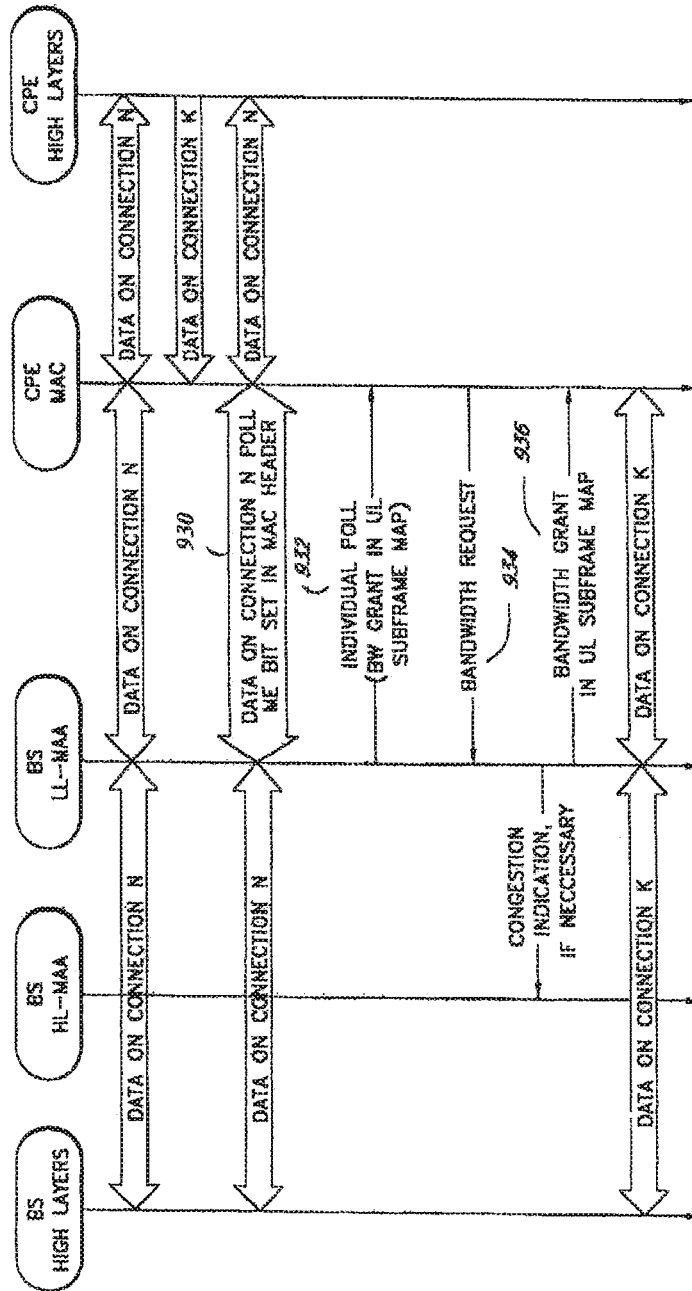 BS
HIGH LAYERS
BS
HL-MAA
BS
LL-MAA
CPE
MAC
CPE
HIGH LAYERS
DATA ON CONNECTION N
DATA ON CONNECTION N
DATA ON CONNECTION N
DATA ON CONNECTION K
930
DATA ON CONNECTION N
DATA ON CONNECTION N POLL
ME BIT SET IN MAC HEADER
DATA ON CONNECTION N
932
INDIVIDUAL POLL
(BW GRANT IN UL
SUBFRAME MAP)
BANDWIDTH REQUEST
934
CONGESTION
INDICATION,
IF NECCESSARY
936
BANDWIDTH GRANT
IN UL SUBFRAME MAP
DATA ON CONNECTION K
DATA ON CONNECTION K